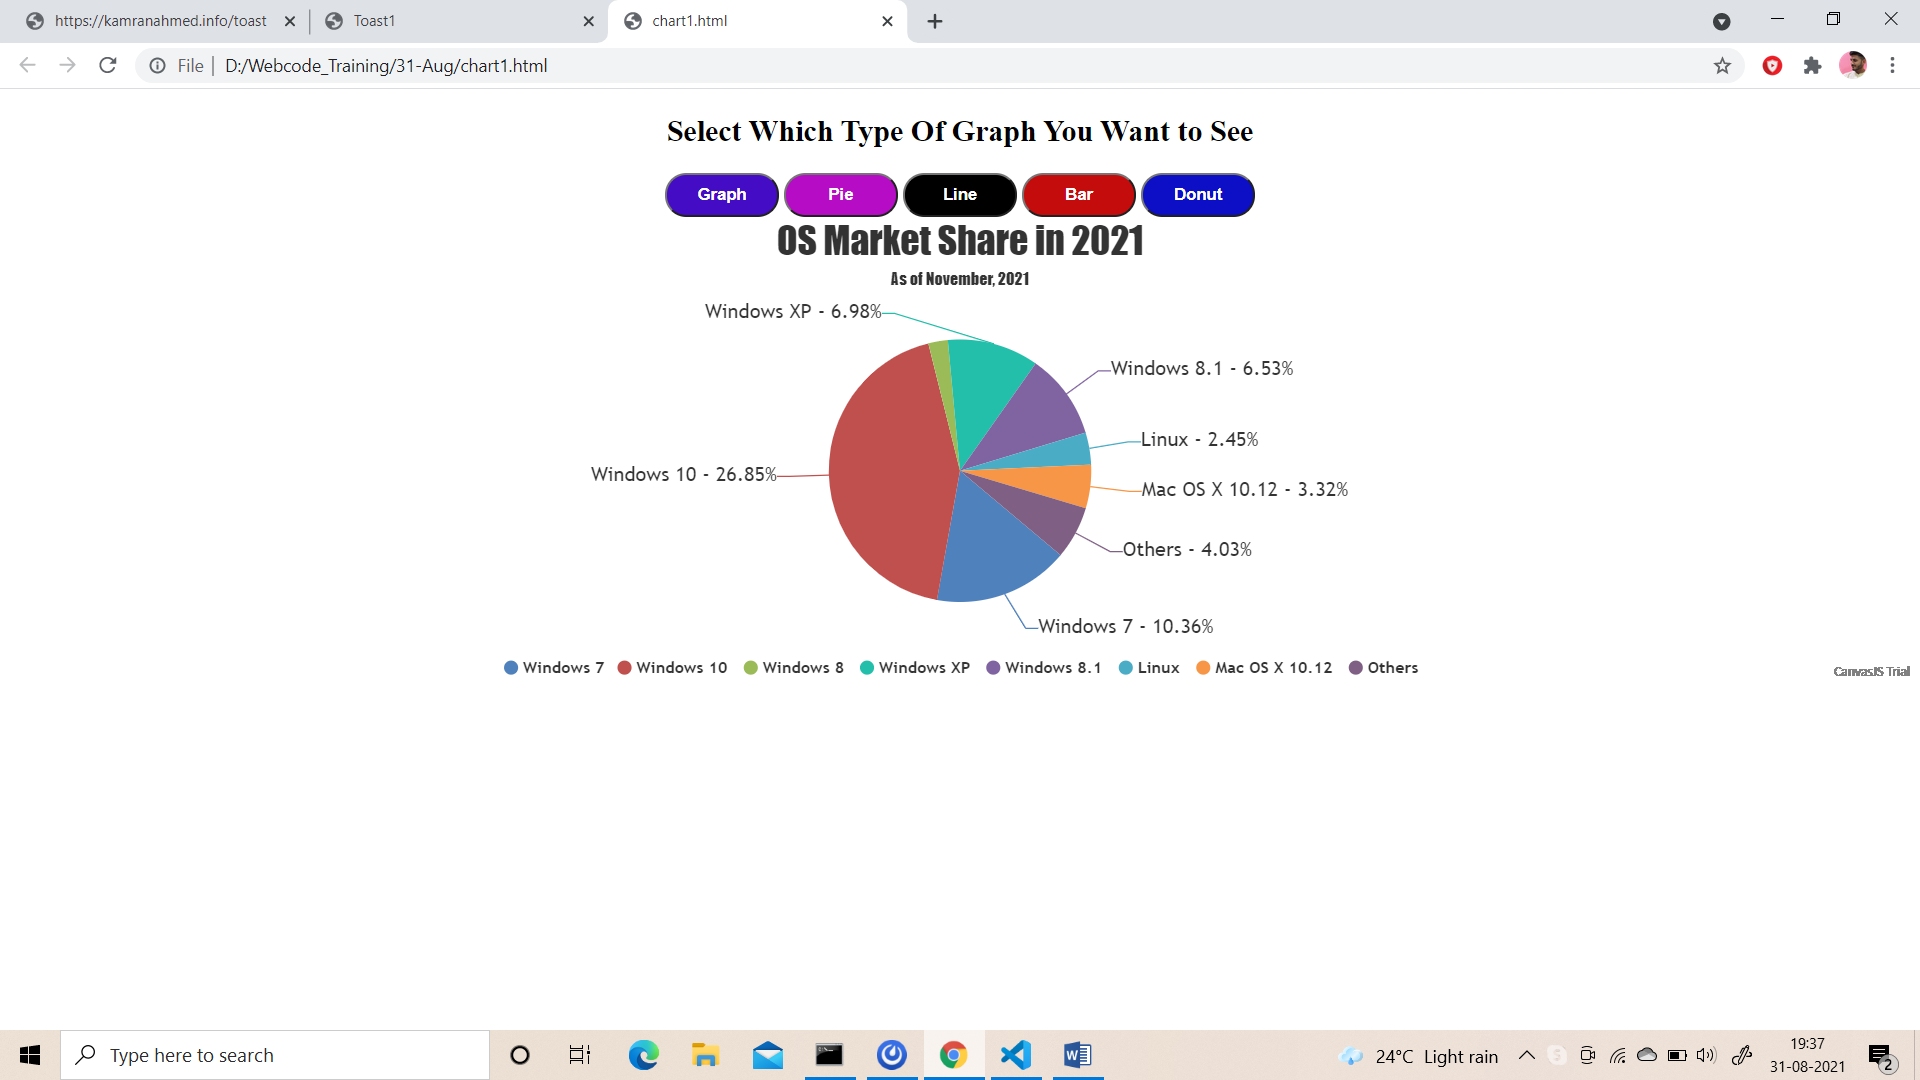 https://kamranahmed.info/toast
Toast1
chart1.html
File
D:/Webcode_Training/31-Aug/chart1.html
Select Which Type Of Graph You Want to See
Graph Pie Line Bar Donut
OS Market Share in 2021
As of November, 2021
Windows XP - 6.98%
Windows 8.1 - 6.53%
Linux - 2.45%
Windows 10 - 26.85%
Mac OS X 10.12 - 3.32%
Others - 4.03%
Windows 7 - 10.36%
Windows 7 Windows 10 Windows 8 Windows XP Windows 8.1 Linux Mac OS X 10.12 Others
CanvasJS Trial
Type here to search
24°C Light rain
19:37
31-08-2021
2